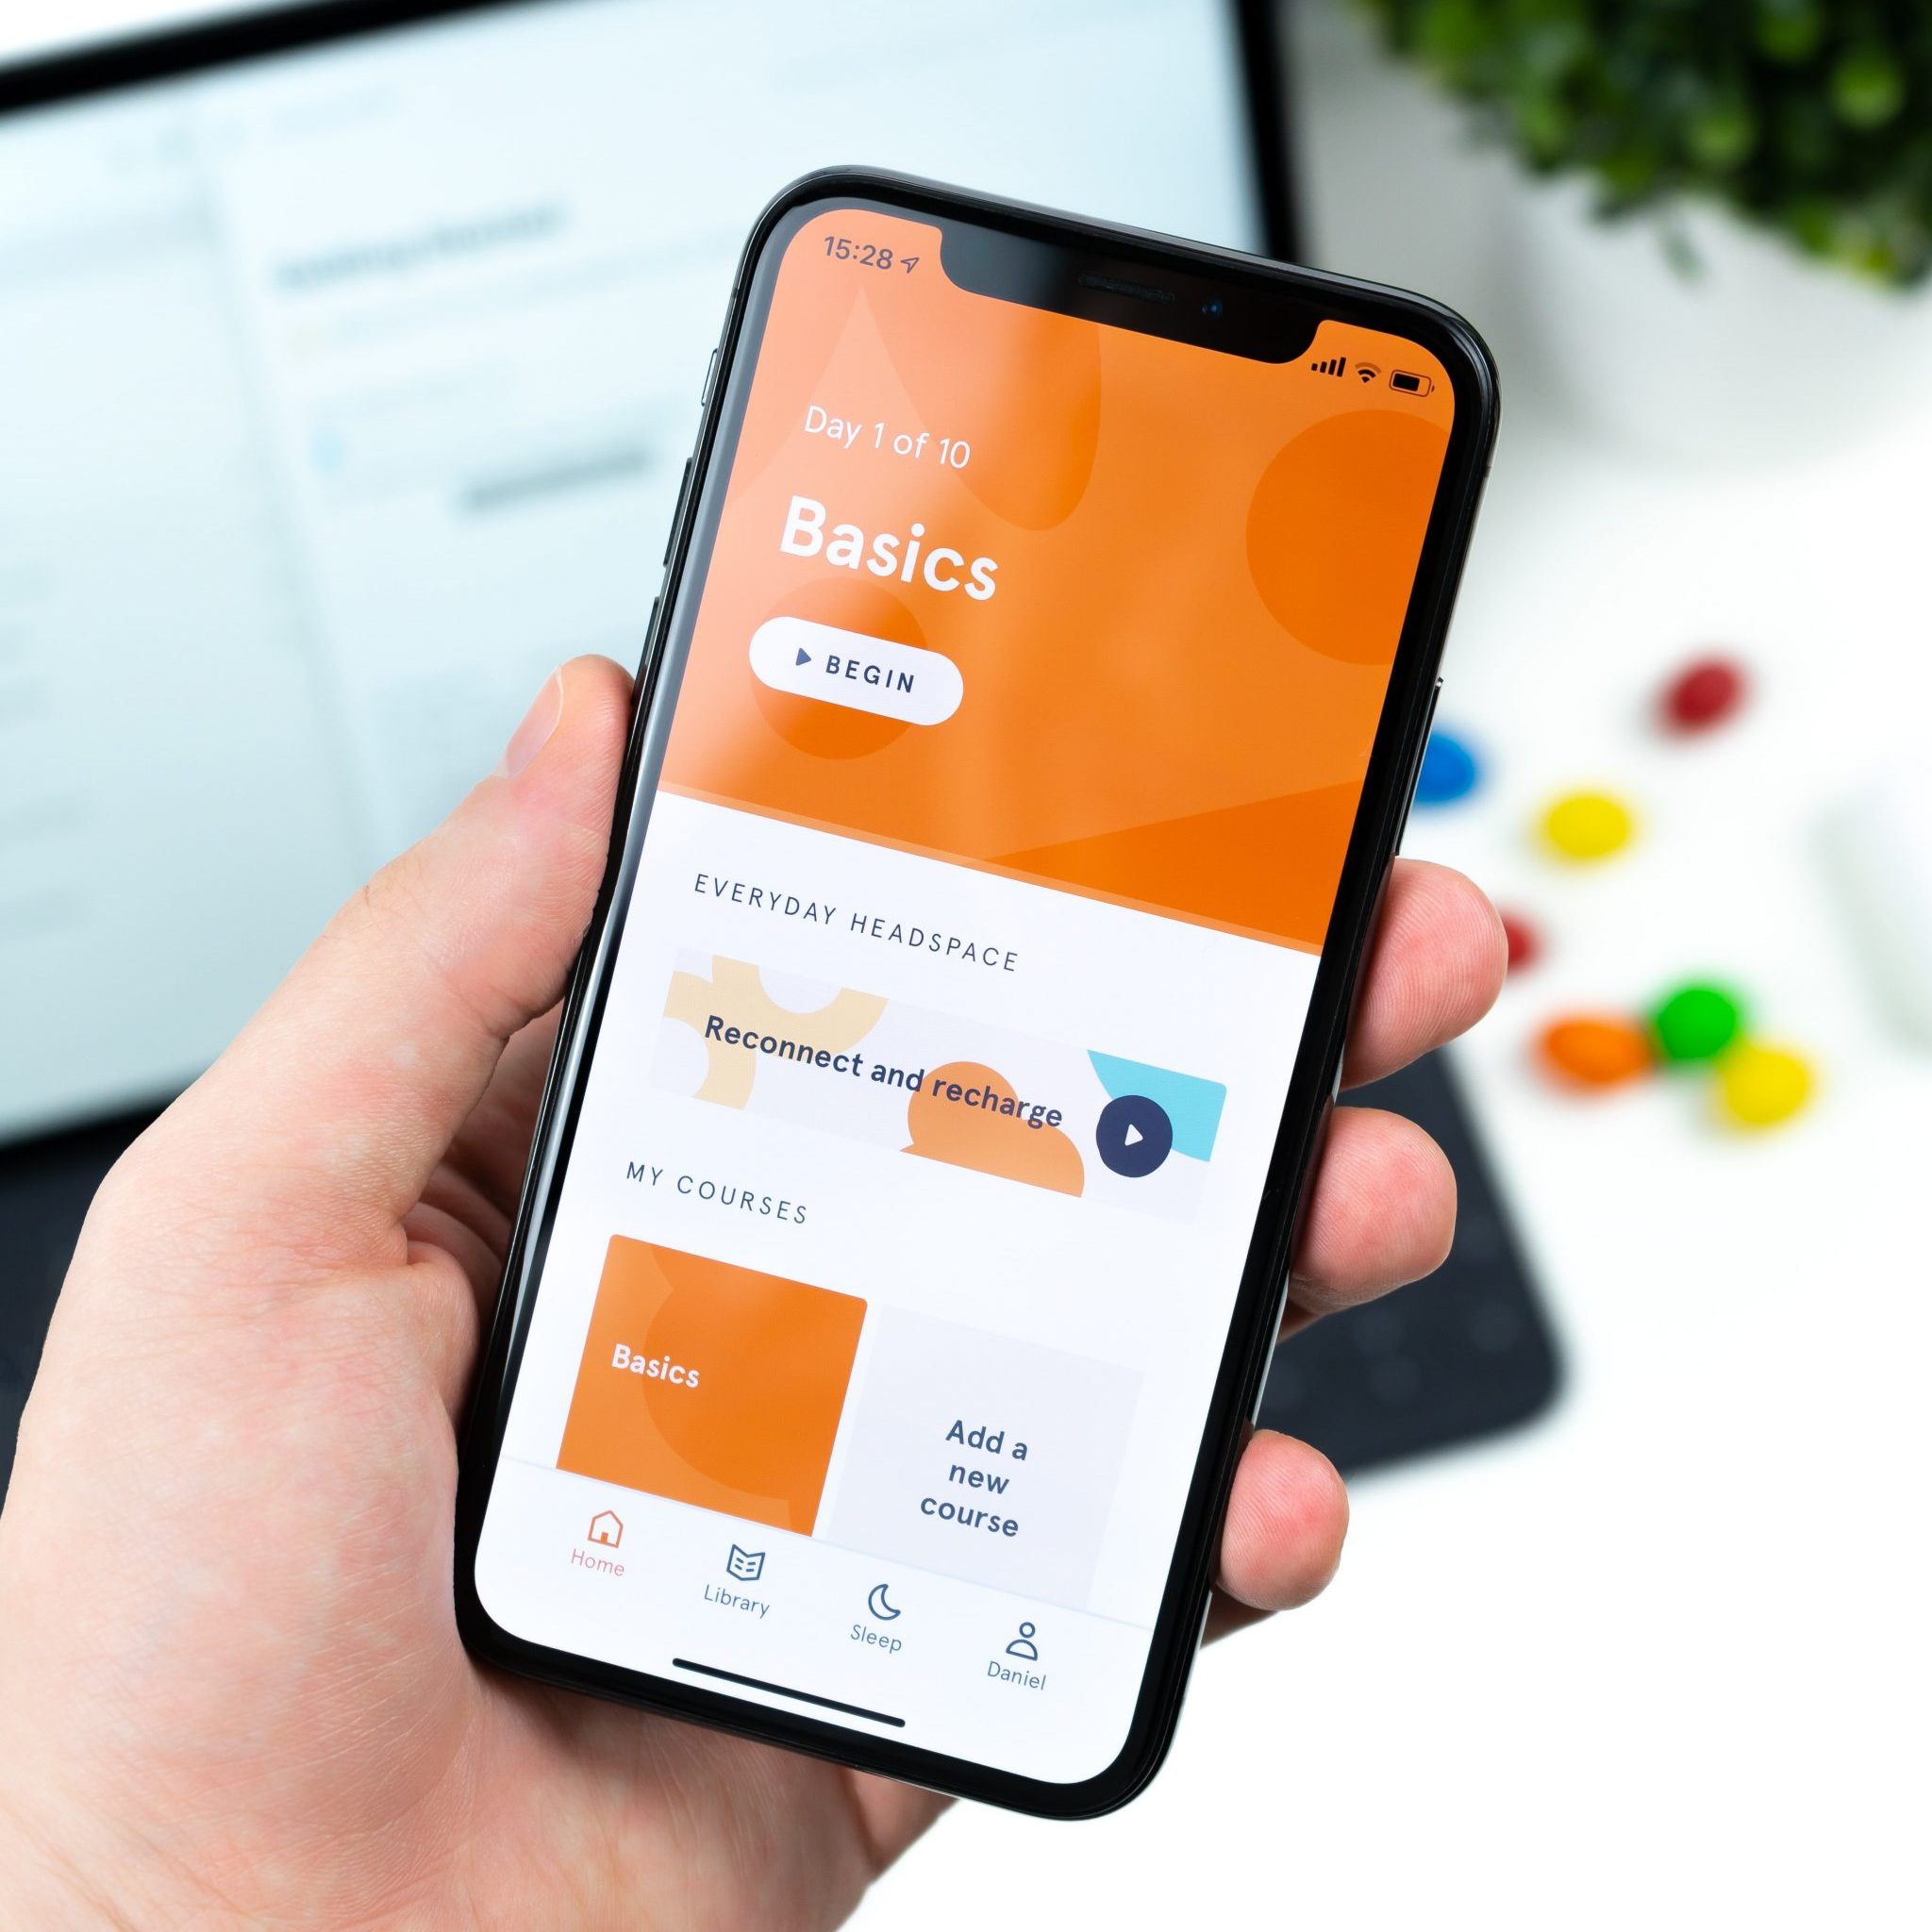 15:28
Day 1 of 10
Basics
BEGIN
EVERYDAY HEADSPACE
Reconnect and recharge
MY COURSES
Basics
Add a
new
course
Home
Library
Sleep
Daniel